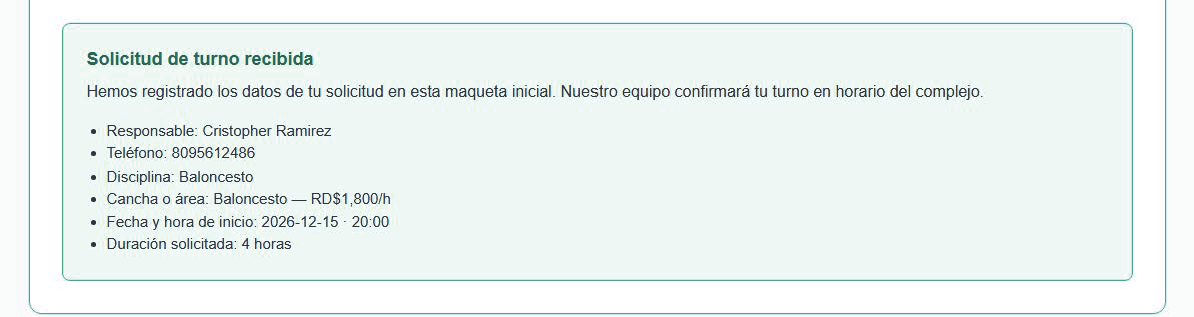 Solicitud de turno recibida
Hemos registrado los datos de tu solicitud en esta maqueta inicial. Nuestro equipo confirmará tu turno en horario del complejo.
• Responsable: Cristopher Ramirez
• Teléfono: 8095612486
• Disciplina: Baloncesto
• Cancha o área: Baloncesto — RD$1,800/h
• Fecha y hora de inicio: 2026-12-15 · 20:00
• Duración solicitada: 4 horas